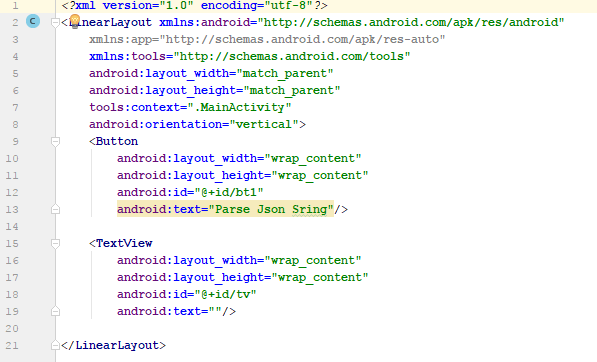 1 <?xml version="1.0" encoding="utf-8"?>
2 C <LinearLayout xmlns:android="http://schemas.android.com/apk/res/android"
3 xmlns:app="http://schemas.android.com/apk/res-auto"
4 xmlns:tools="http://schemas.android.com/tools"
5 android:layout_width="match_parent"
6 android:layout_height="match_parent"
7 tools:context=".MainActivity"
8 android:orientation="vertical">
9 <Button
10 android:layout_width="wrap_content"
11 android:layout_height="wrap_content"
12 android:id="@+id/bt1"
13 android:text="Parse Json Sring"/>
14
15 <TextView
16 android:layout_width="wrap_content"
17 android:layout_height="wrap_content"
18 android:id="@+id/tv"
19 android:text=""/>
20
21 </LinearLayout>